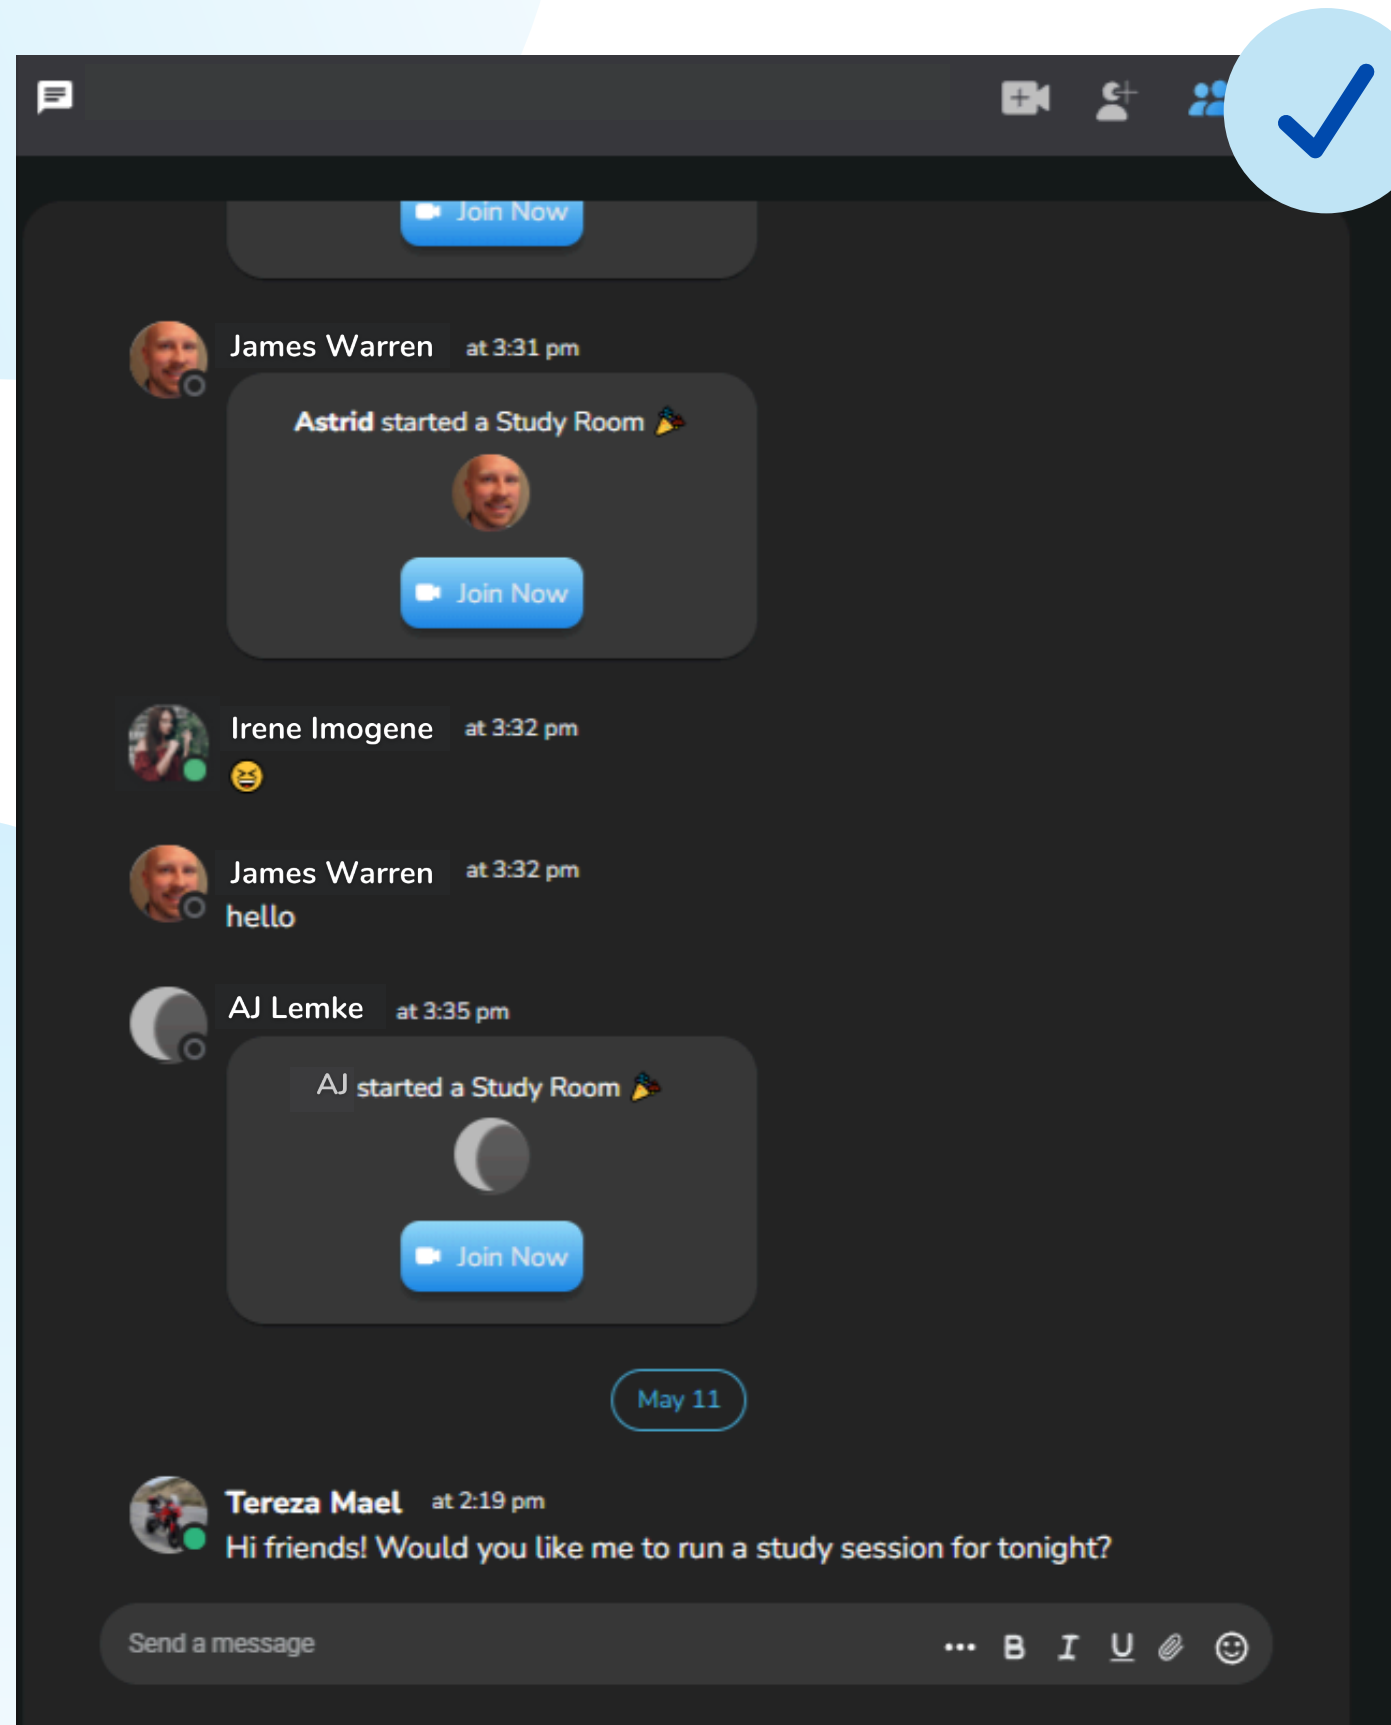 Join Now
James Warren at 3:31 pm
Astrid started a Study Room 🎉
Join Now
Irene Imogene at 3:32 pm
😆
James Warren at 3:32 pm
hello
AJ Lemke at 3:35 pm
AJ started a Study Room 🎉
Join Now
May 11
Tereza Mael at 2:19 pm
Hi friends! Would you like me to run a study session for tonight?
Send a message ••• B I U